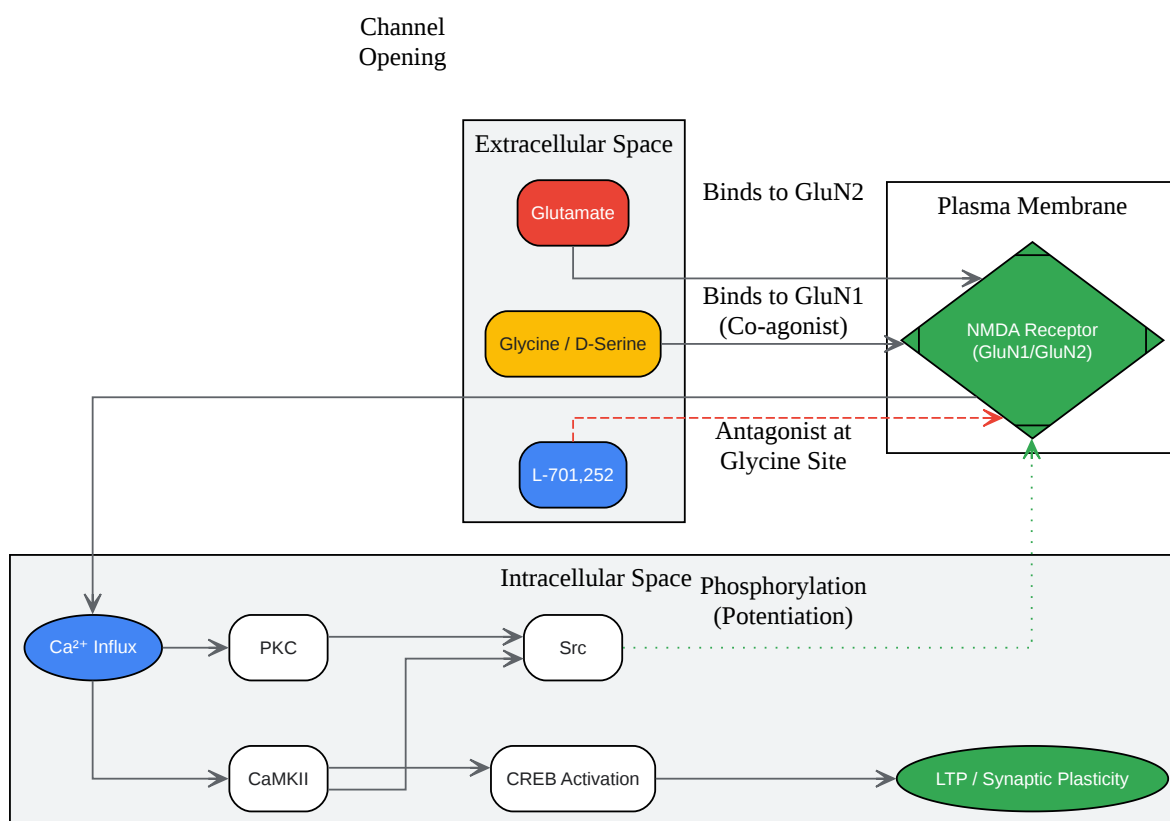 Channel
Opening
Extracellular Space
Glutamate
Binds to GluN2
Plasma Membrane
Glycine / D-Serine
Binds to GluN1
(Co-agonist)
NMDA Receptor
(GluN1/GluN2)
L-701,252
Antagonist at
Glycine Site
Intracellular Space
Phosphorylation
(Potentiation)
Ca²⁺ Influx
PKC
Src
CaMKII
CREB Activation
LTP / Synaptic Plasticity